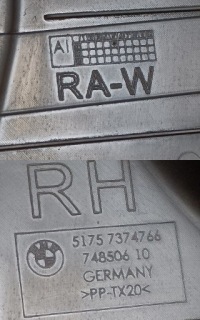 AI
RA-W
RH
5175 7374766
748506 10
GERMANY
>PP-TX20<